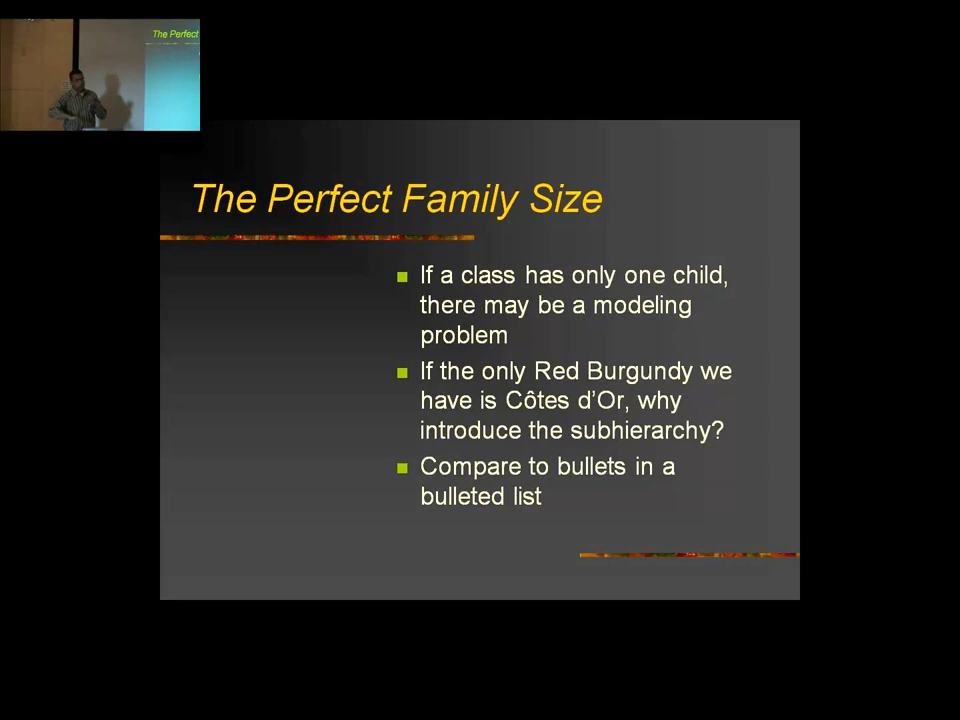 The Perfect
The Perfect Family Size
If a class has only one child,
there may be a modeling
problem
If the only Red Burgundy we
have is Côtes d'Or, why
introduce the subhierarchy?
Compare to bullets in a
bulleted list